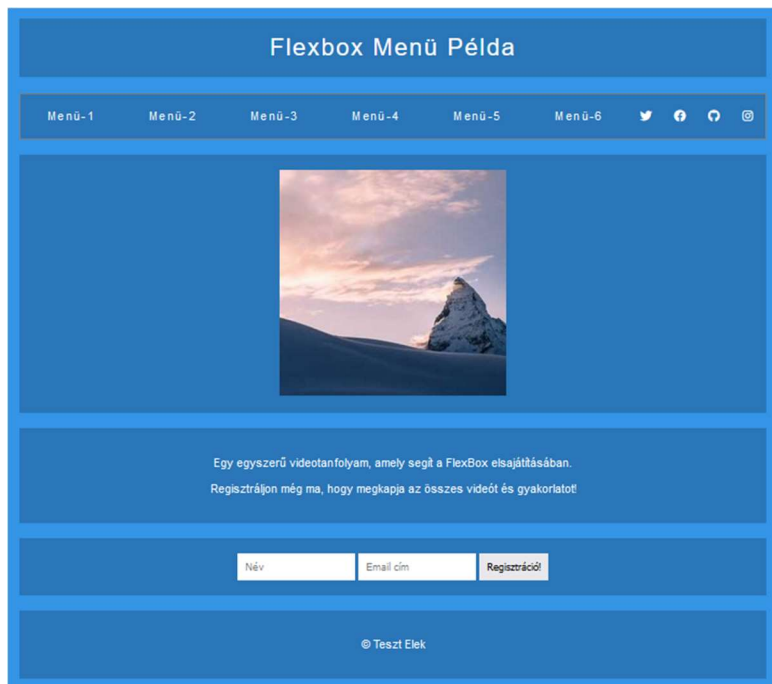 Flexbox Menü Példa
Menü-1 Menü-2 Menü-3 Menü-4 Menü-5 Menü-6
Egy egyszerű videotanfolyam, amely segít a FlexBox elsajátításában.
Regisztráljon még ma, hogy megkapja az összes videót és gyakorlatot!
Név Email cím Regisztráció!
© Teszt Elek